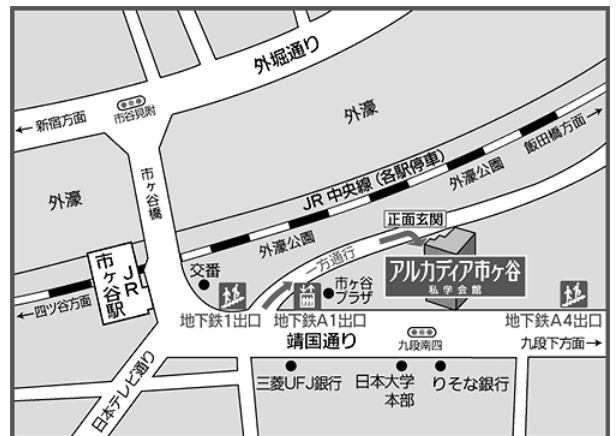 外堀通り
←新宿方面
市谷見附
外濠
飯田橋方面→
市ヶ谷橋
JR中央線（各駅停車）
外濠公園
外濠
正面玄関
外濠公園
一方通行
JR
市ヶ谷駅
交番
市ヶ谷
プラザ
アルカディア市ヶ谷
私学会館
←四ツ谷方面
地下鉄1出口
地下鉄A1出口
地下鉄A4出口
靖国通り
九段南四
九段下方面→
日本テレビ通り
三菱UFJ銀行
日本大学
本部
りそな銀行